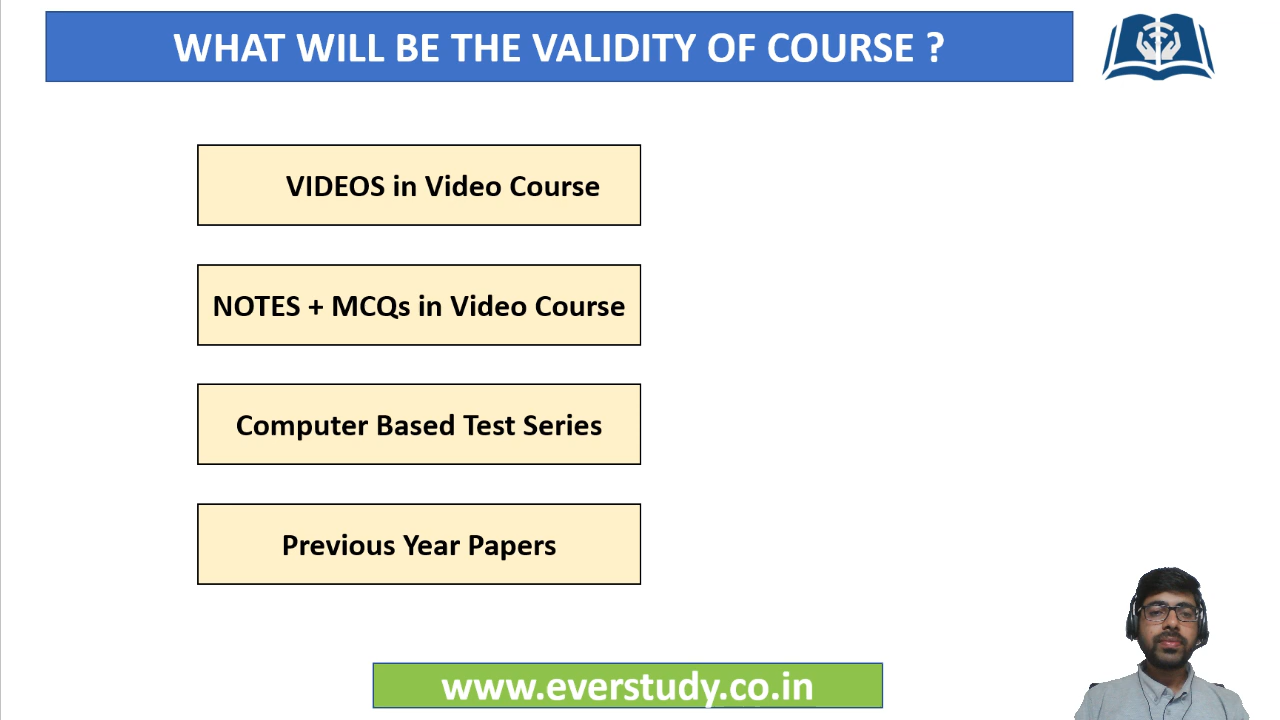 WHAT WILL BE THE VALIDITY OF COURSE ?
VIDEOS in Video Course
NOTES + MCQs in Video Course
Computer Based Test Series
Previous Year Papers
www.everstudy.co.in